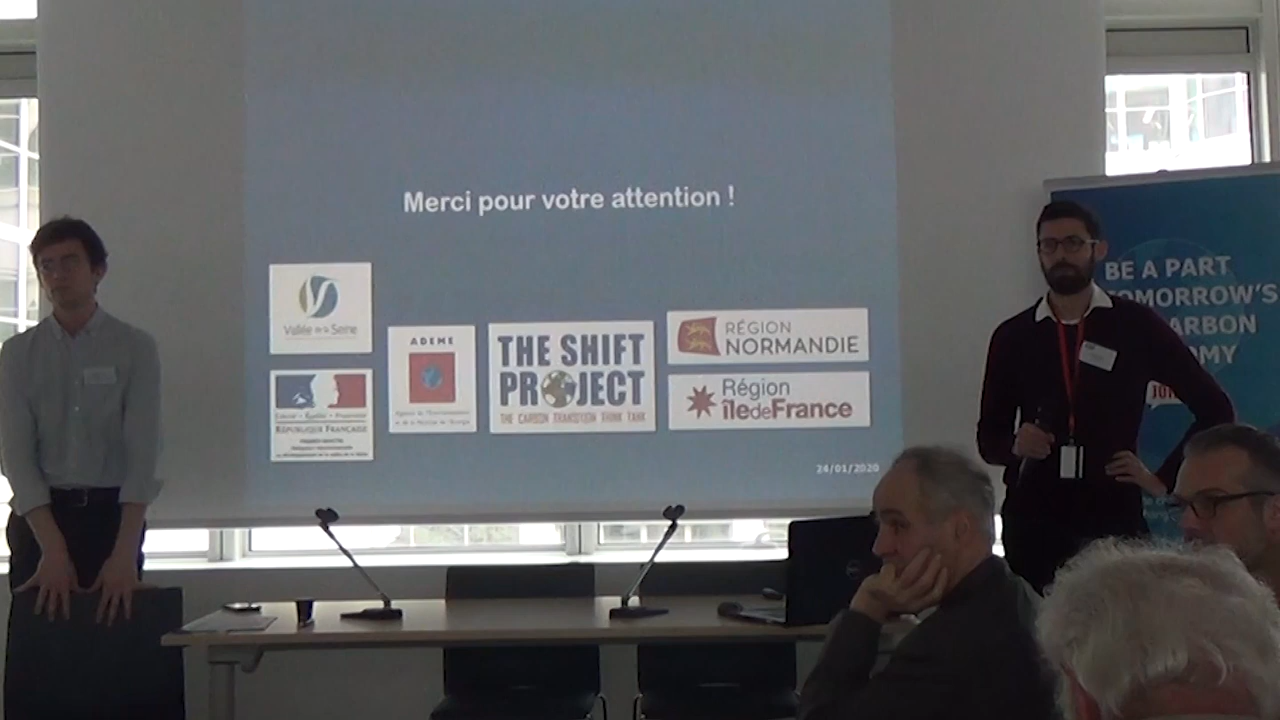 Merci pour votre attention !
Vallée de la Seine
RÉPUBLIQUE FRANÇAISE
ADEME
THE SHIFT
PROJECT
THE CARBON TRANSITION THINK TANK
RÉGION
NORMANDIE
Région
îledeFrance
24/01/2020
BE A PART
TOMORROW'S
ARBON
OMY